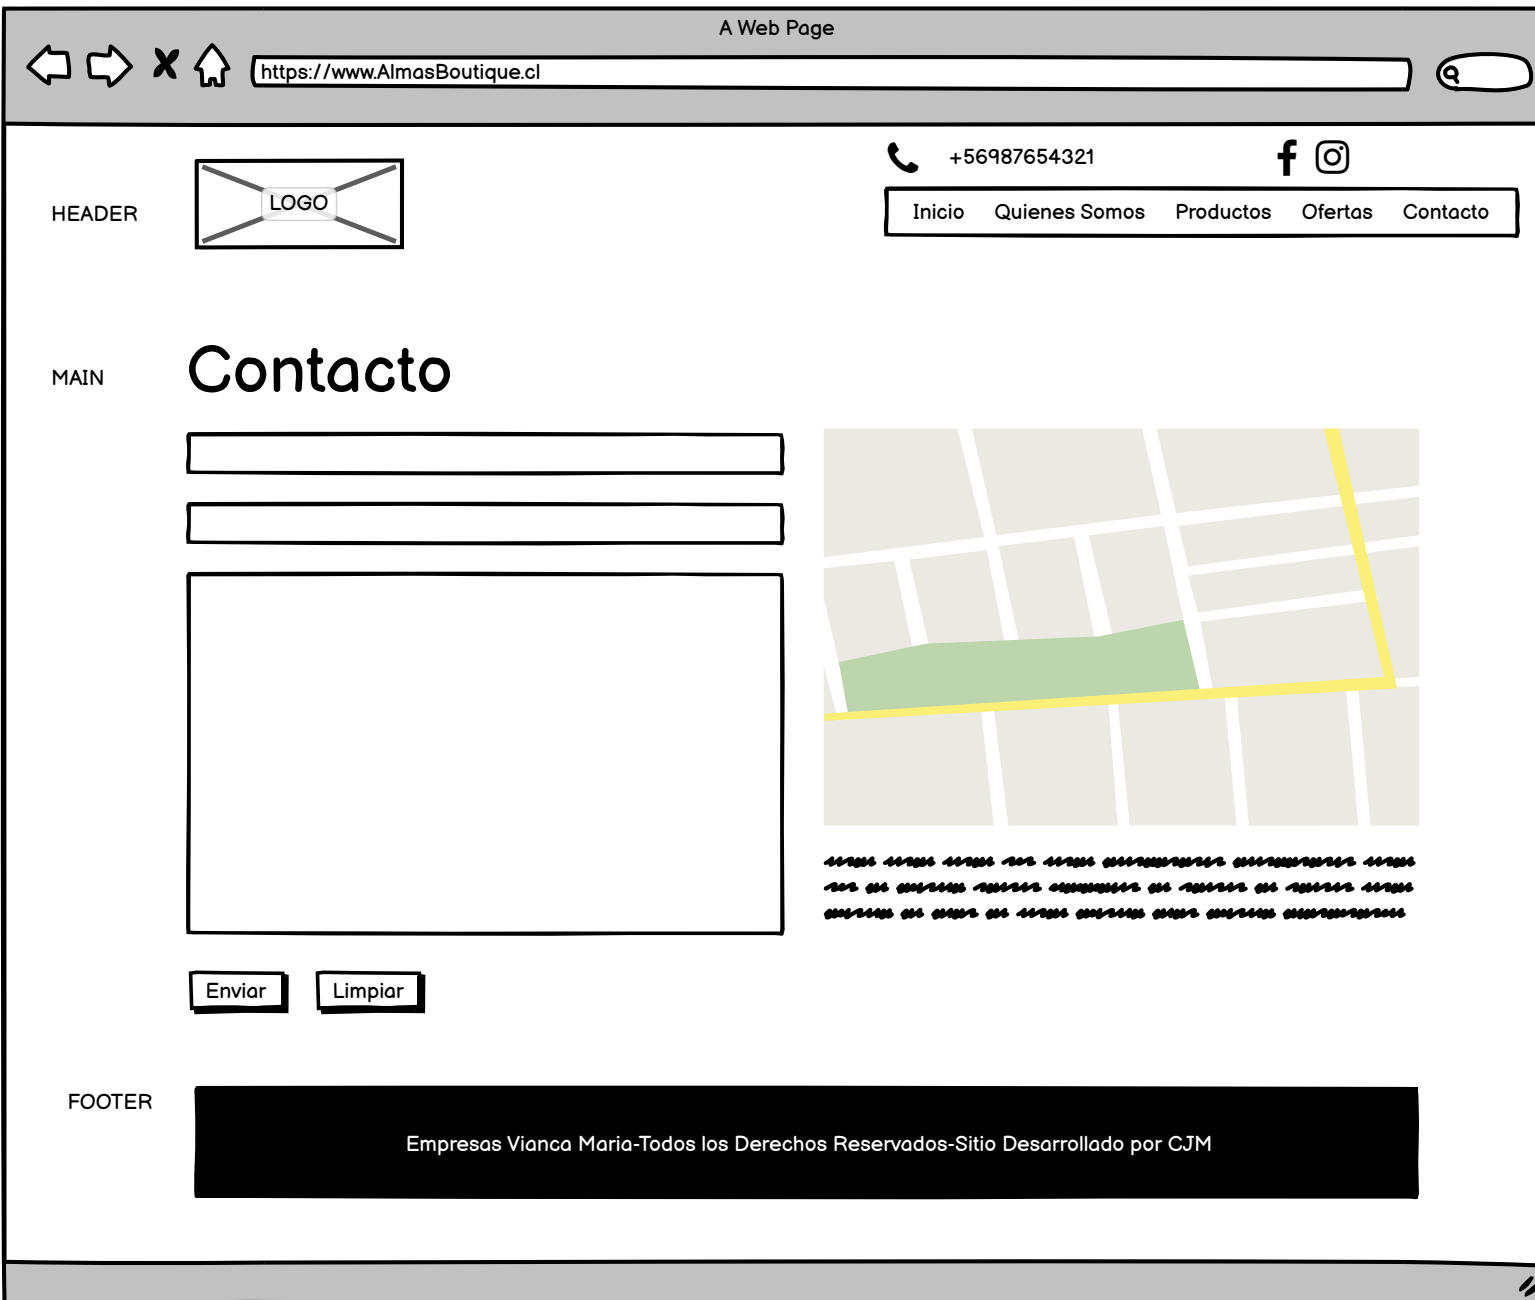 A Web Page
https://www.AlmasBoutique.cl
+56987654321
HEADER
LOGO
Inicio Quienes Somos Productos Ofertas Contacto
MAIN
Contacto
Enviar Limpiar
FOOTER
Empresas Vianca Maria-Todos los Derechos Reservados-Sitio Desarrollado por CJM